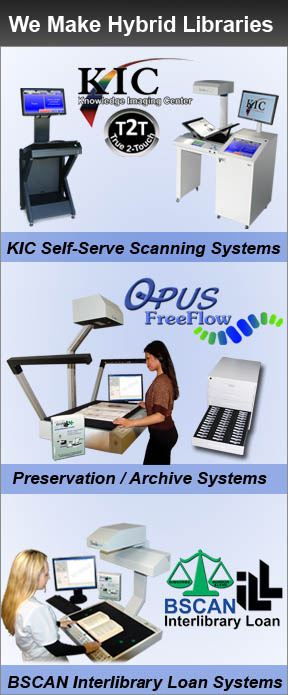 We Make Hybrid Libraries
KIC
Knowledge Imaging Center
T2T
True 2-Touch
KIC
KIC Self-Serve Scanning Systems
OPUS
FreeFlow
Preservation / Archive Systems
BSCAN ILL
Interlibrary Loan
BSCAN Interlibrary Loan Systems